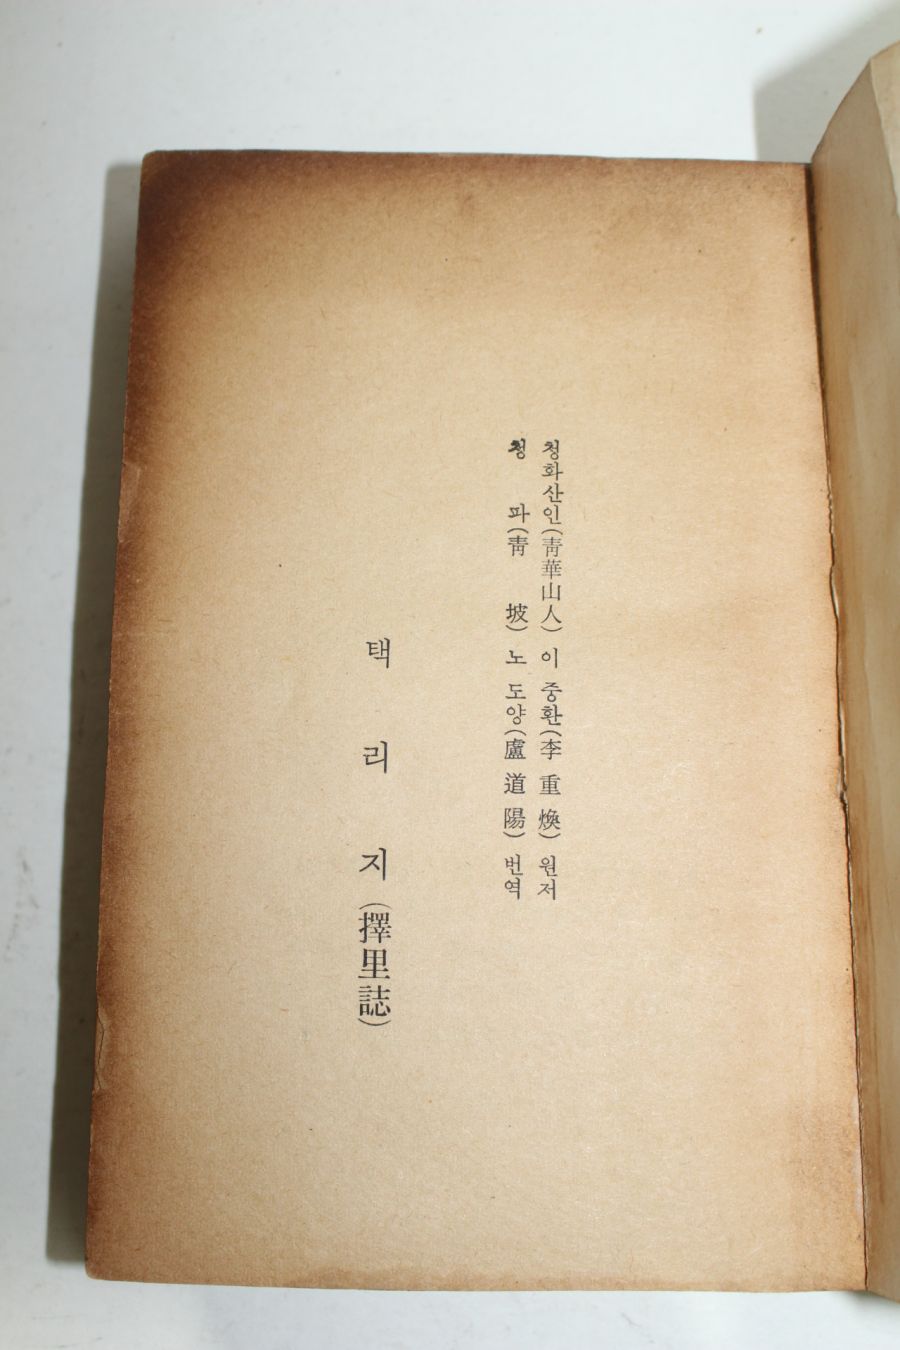 청화산인(靑華山人) 이 중환(李重煥) 원저
청 파(靑 坡) 노 도양(盧道陽) 번역
택 리 지(擇里誌)